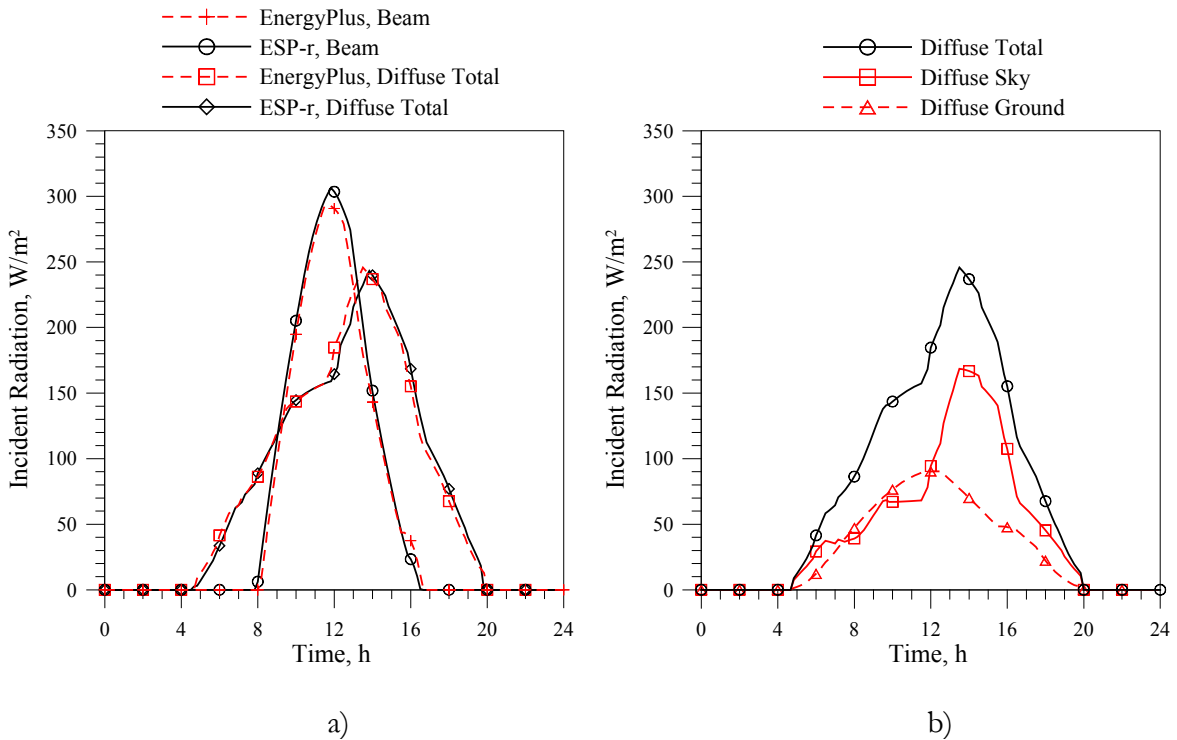 EnergyPlus, Beam
ESP-r, Beam
EnergyPlus, Diffuse Total
ESP-r, Diffuse Total
350
300
250
200
150
100
50
0
Incident Radiation, W/m²
0 4 8 12 16 20 24
Time, h
a)
Diffuse Total
Diffuse Sky
Diffuse Ground
350
300
250
200
150
100
50
0
Incident Radiation, W/m²
0 4 8 12 16 20 24
Time, h
b)